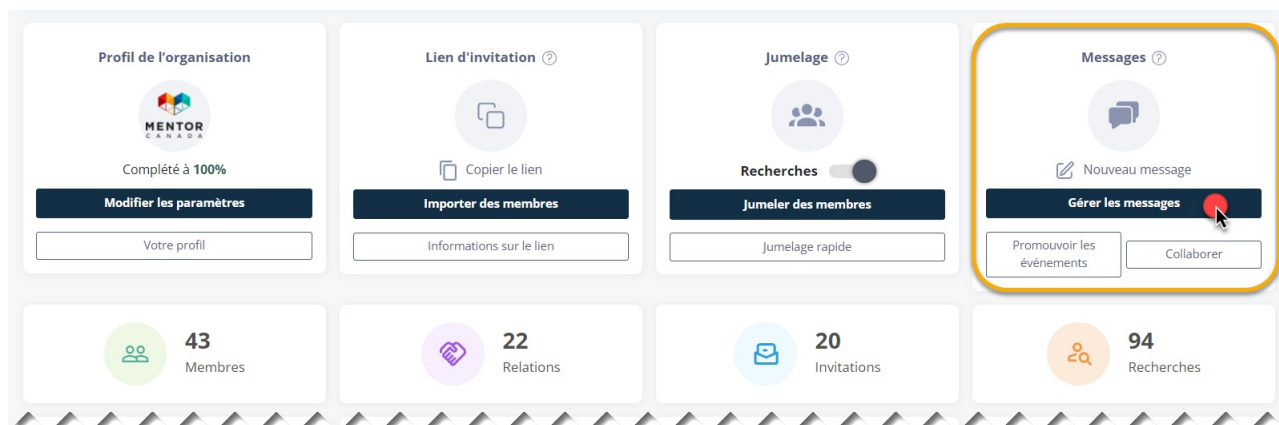 Profil de l'organisation
MENTOR
CANADA
Complété à 100%
Modifier les paramètres
Votre profil
Lien d'invitation ?
Copier le lien
Importer des membres
Informations sur le lien
Jumelage ?
Recherches
Jumeler des membres
Jumelage rapide
Messages ?
Nouveau message
Gérer les messages
Promouvoir les
événements
Collaborer
43
Membres
22
Relations
20
Invitations
94
Recherches